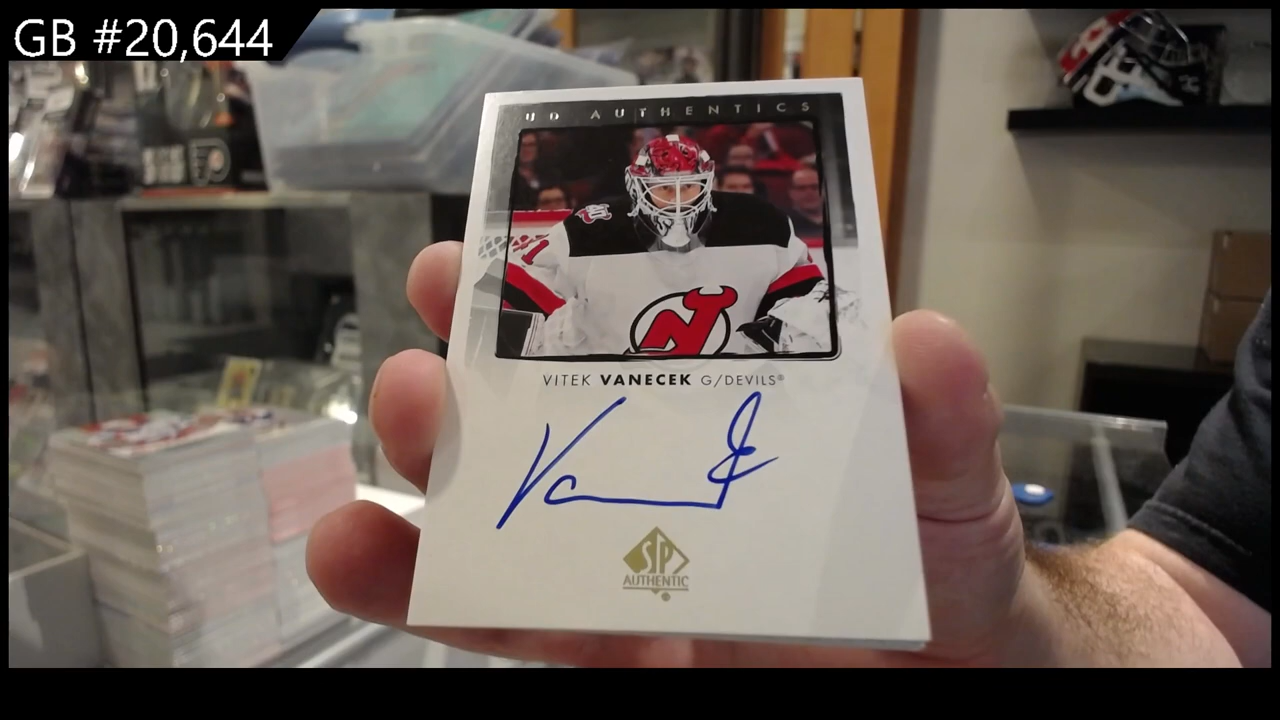 GB #20,644
UD AUTHENTICS
VITEK VANECEK G/DEVILS®
SP
AUTHENTIC